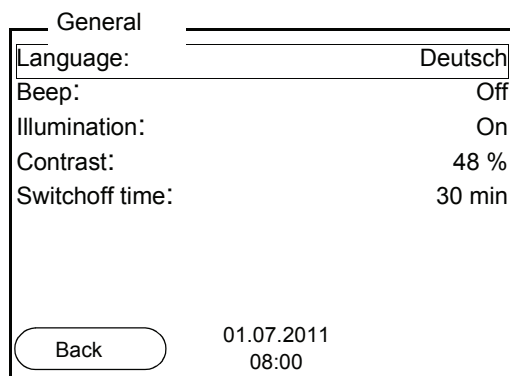 General
Language: Deutsch
Beep: Off
Illumination: On
Contrast: 48 %
Switchoff time: 30 min
Back 01.07.2011
08:00